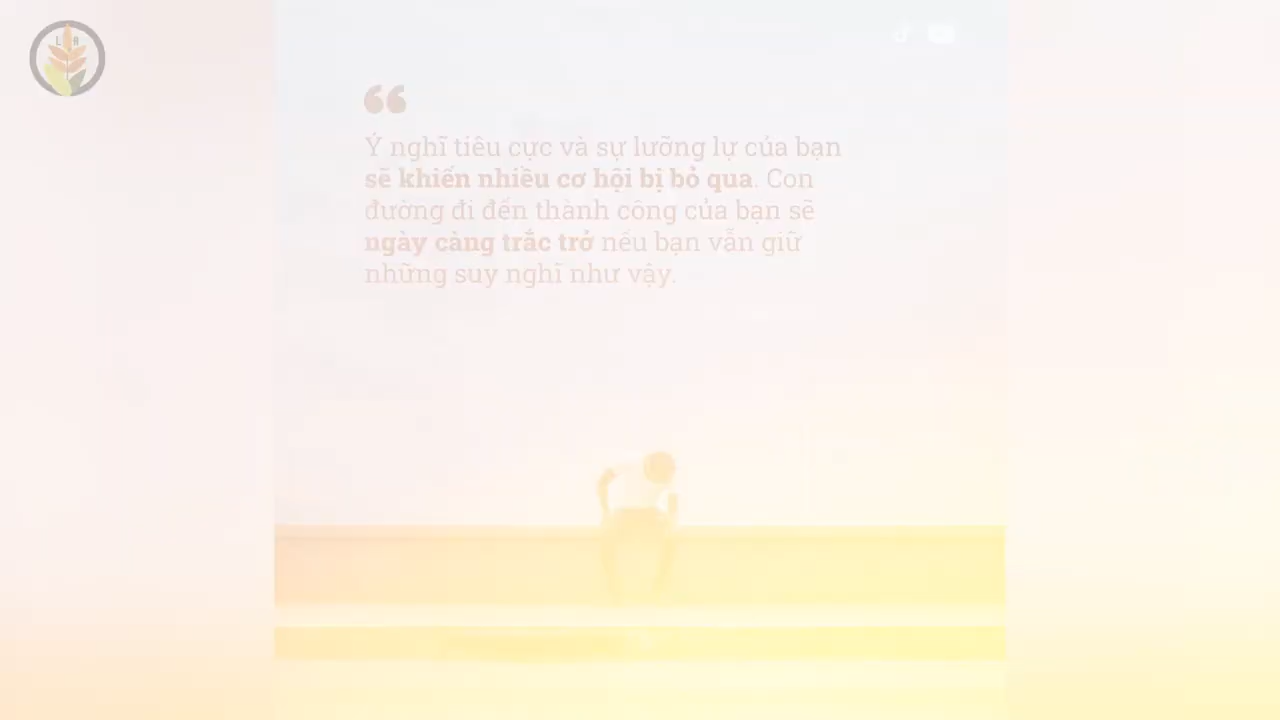 L A
Ý nghĩ tiêu cực và sự lưỡng lự của bạn
sẽ khiến nhiều cơ hội bị bỏ qua. Con
đường đi đến thành công của bạn sẽ
ngày càng trắc trở nếu bạn vẫn giữ
những suy nghĩ như vậy.